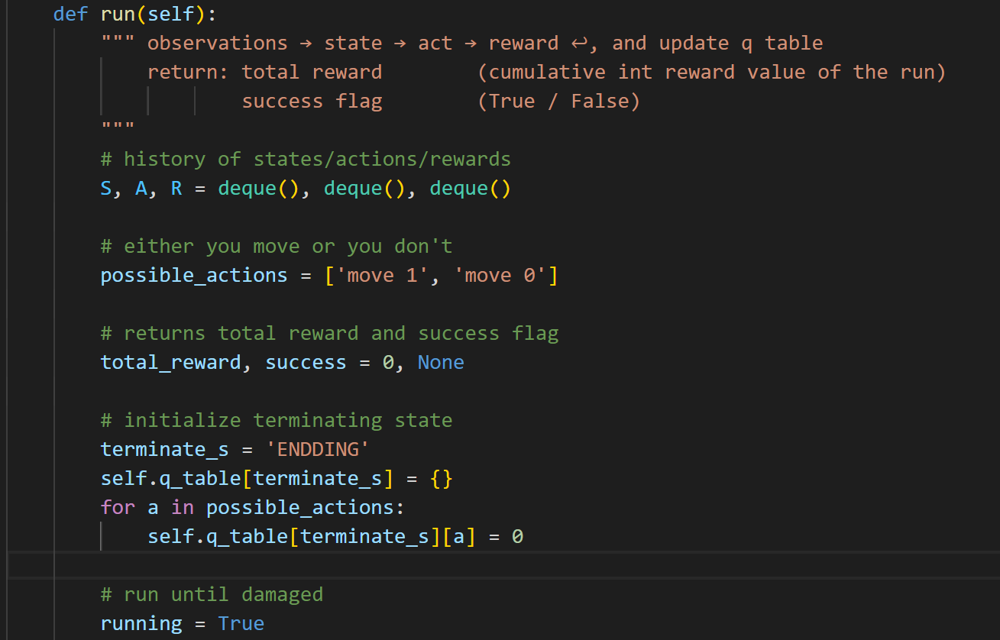 def run(self):
    """ observations → state → act → reward ↩, and update q table
        return: total reward        (cumulative int reward value of the run)
                success flag        (True / False)
    """
    # history of states/actions/rewards
    S, A, R = deque(), deque(), deque()

    # either you move or you don't
    possible_actions = ['move 1', 'move 0']

    # returns total reward and success flag
    total_reward, success = 0, None

    # initialize terminating state
    terminate_s = 'ENDDING'
    self.q_table[terminate_s] = {}
    for a in possible_actions:
        self.q_table[terminate_s][a] = 0

    # run until damaged
    running = True